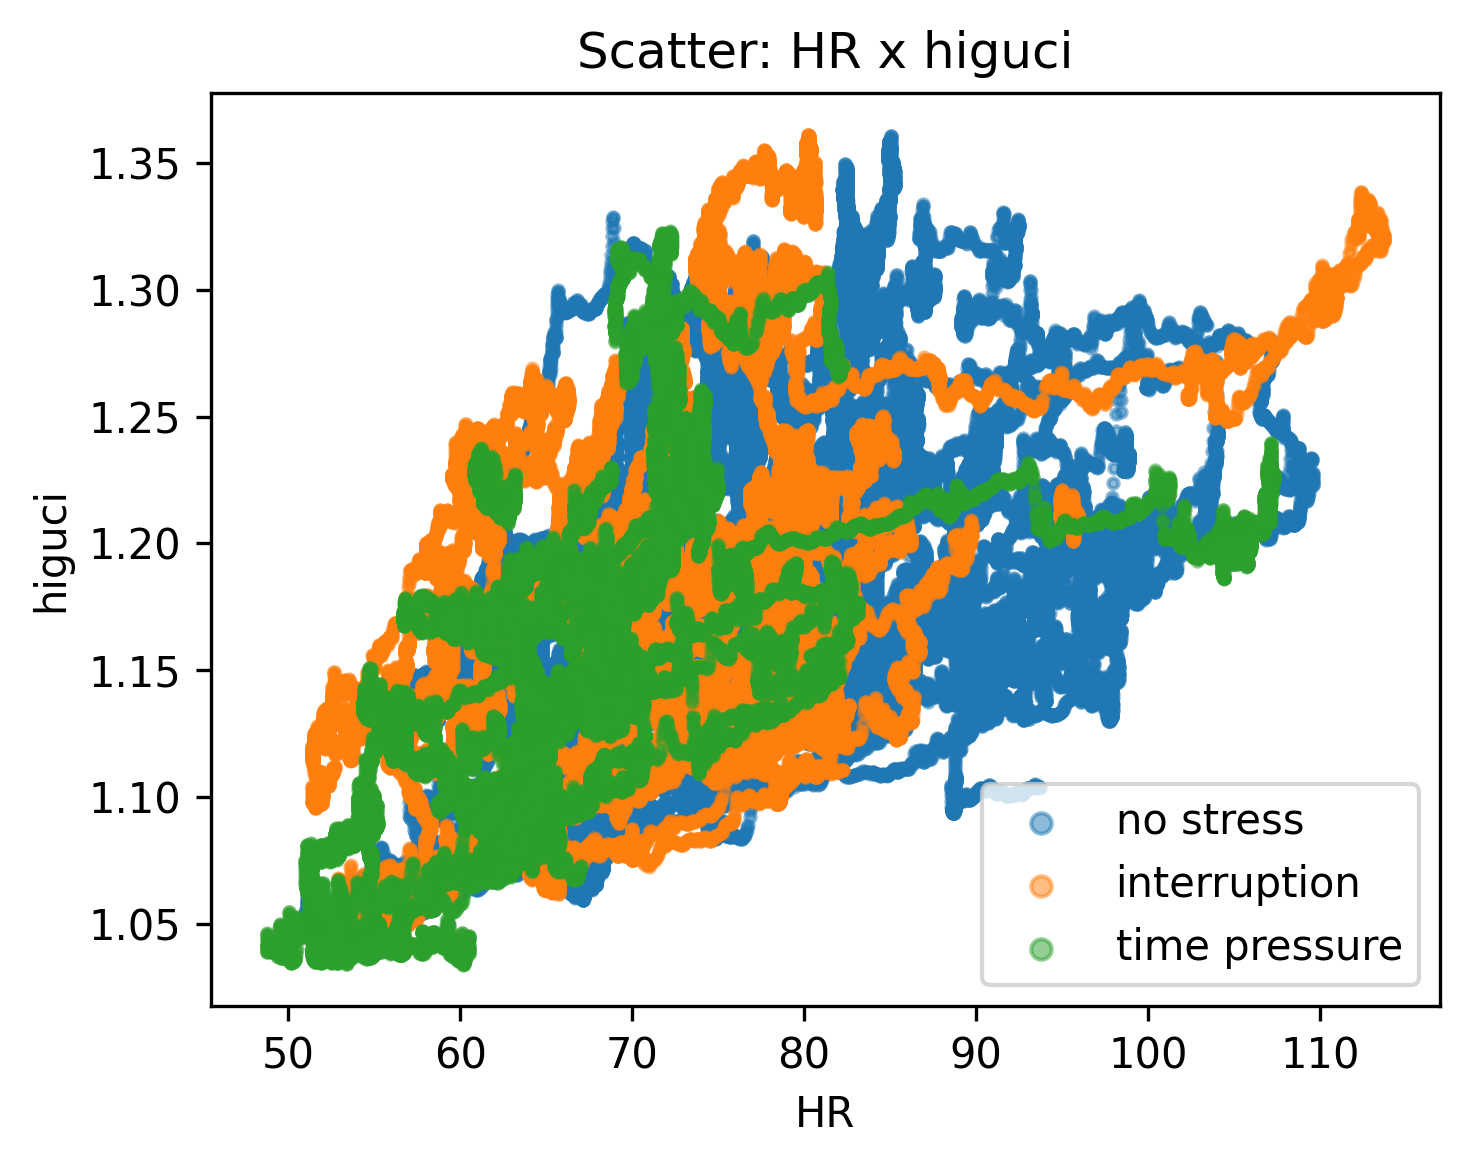 Scatter: HR x higuci
higuci
1.35
1.30
1.25
1.20
1.15
1.10
1.05
no stress
interruption
time pressure
50 60 70 80 90 100 110
HR